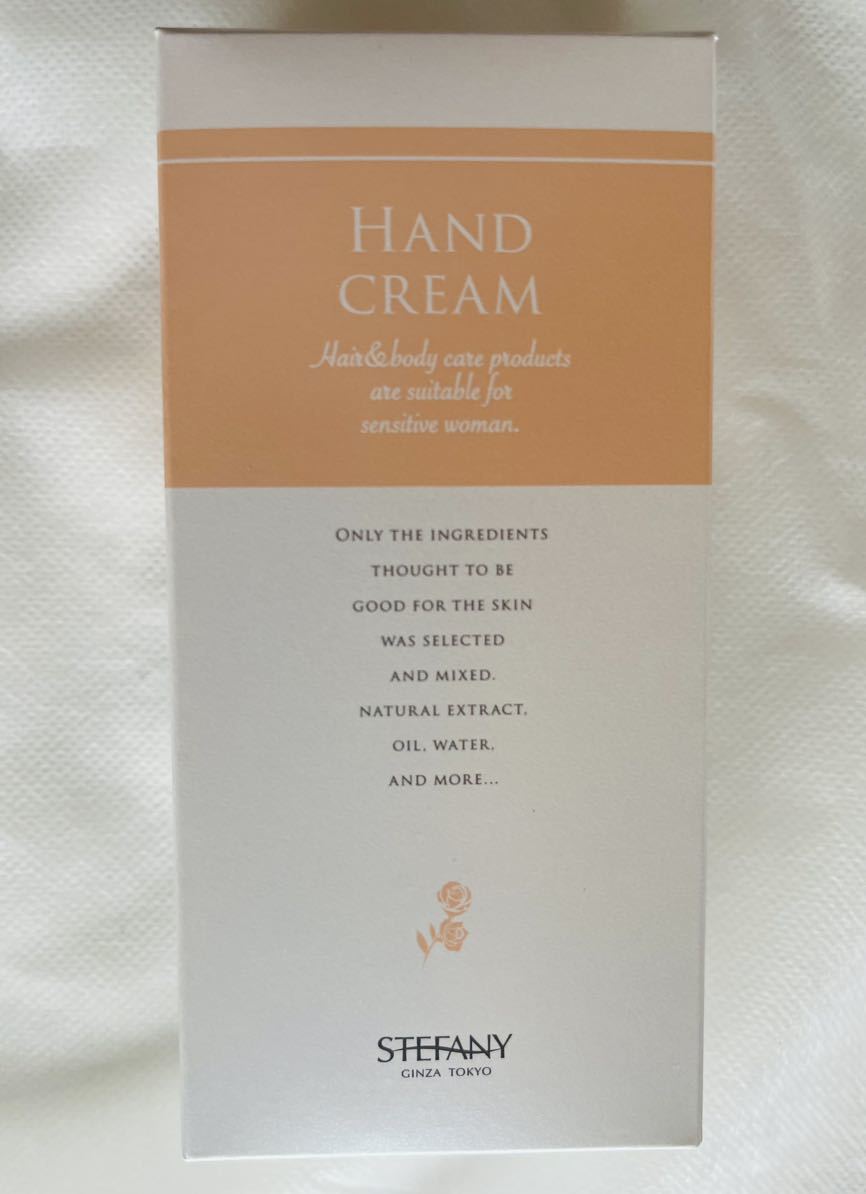 HAND
CREAM
Hair&body care products
are suitable for
sensitive woman.
ONLY THE INGREDIENTS
THOUGHT TO BE
GOOD FOR THE SKIN
WAS SELECTED
AND MIXED.
NATURAL EXTRACT,
OIL, WATER,
AND MORE...
STEFANY
GINZA TOKYO